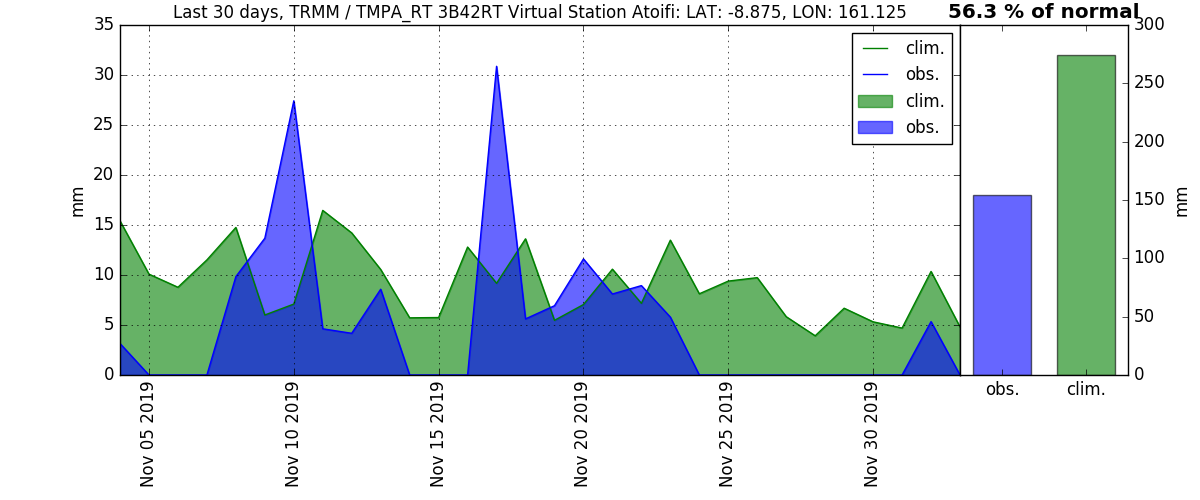 Last 30 days, TRMM / TMPA_RT 3B42RT Virtual Station Atoifi: LAT: -8.875, LON: 161.125
56.3 % of normal
35
30
25
20
15
10
5
0
mm
clim.
obs.
clim.
obs.
Nov 05 2019
Nov 10 2019
Nov 15 2019
Nov 20 2019
Nov 25 2019
Nov 30 2019
300
250
200
150
100
50
0
mm
obs.
clim.